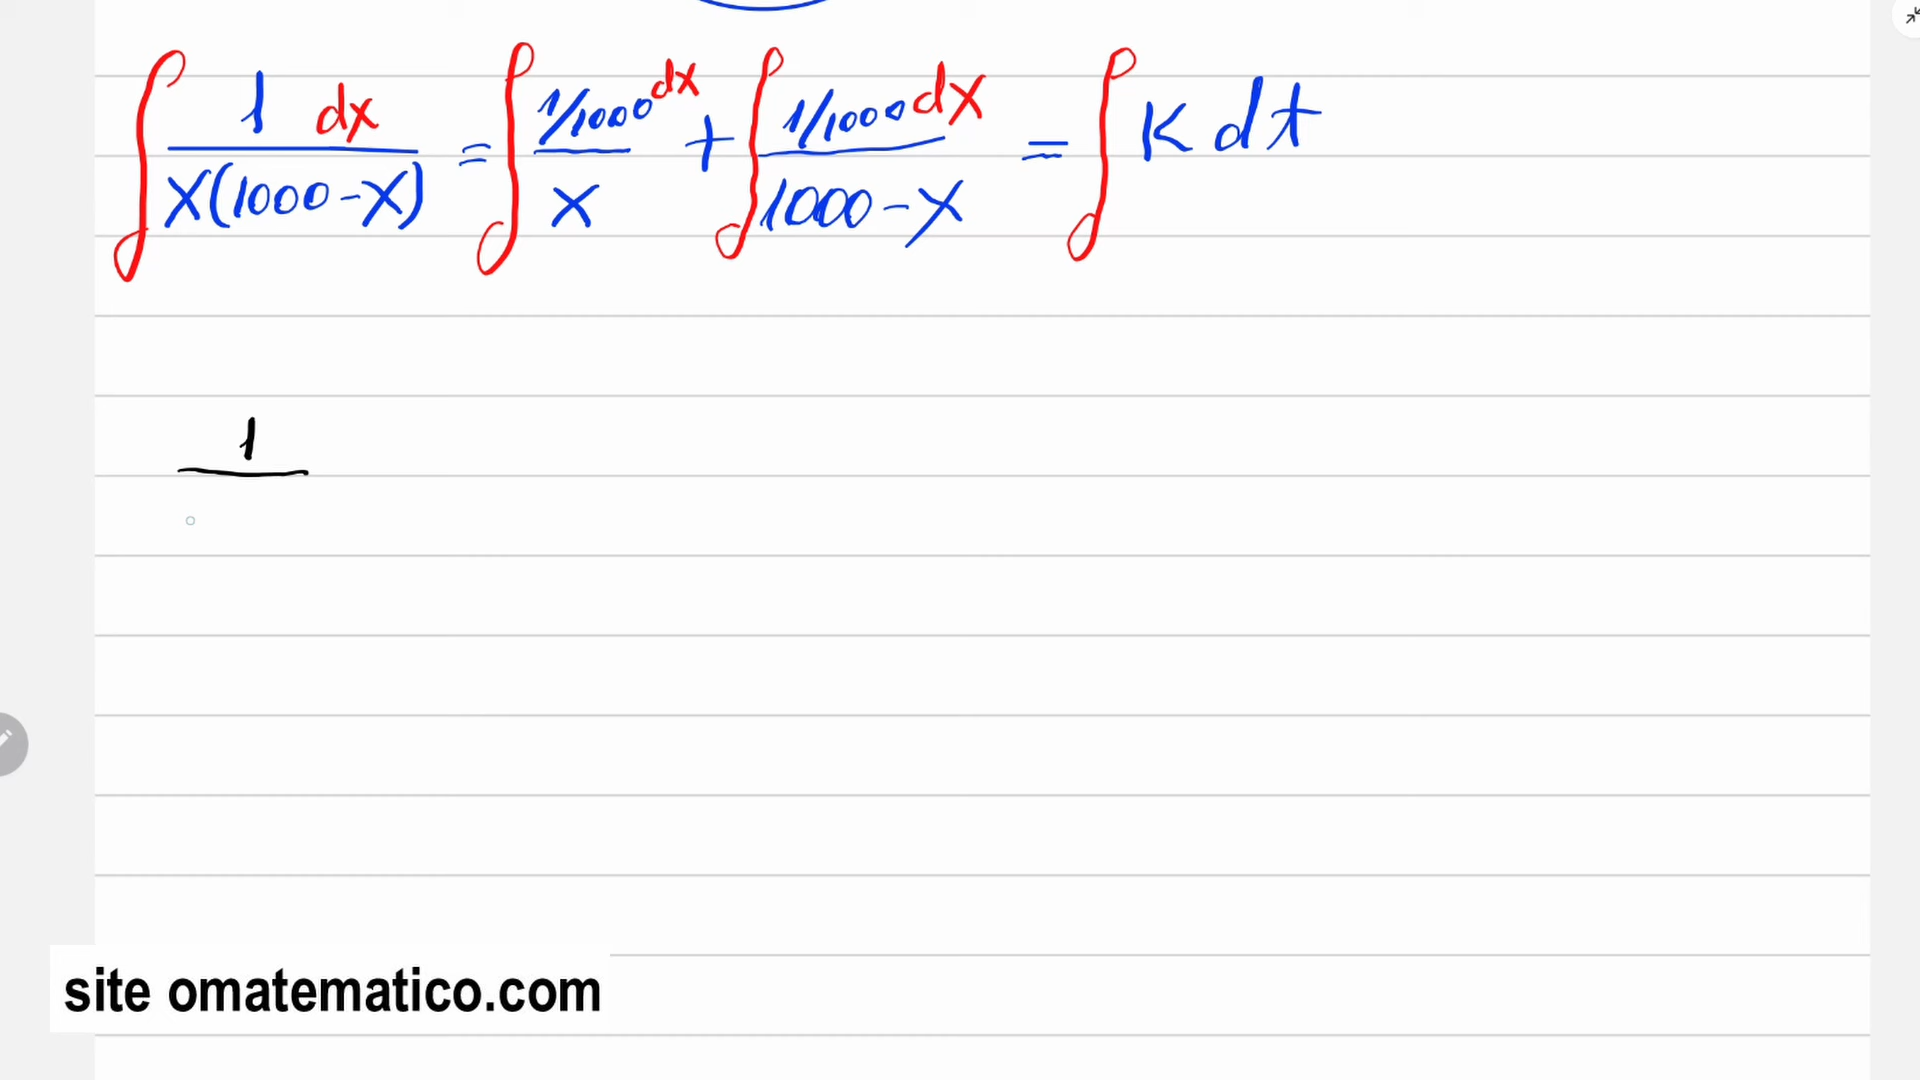 ∫ 1 dx / X(1000-X) = ∫ 1/1000 dx / X + ∫ 1/1000 dx / 1000-X = ∫ K dt
1
site omatematico.com